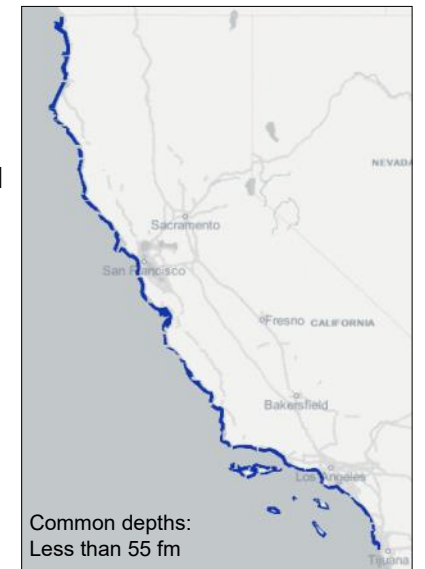 NEVADA
Sacramento
San Francisco
Fresno CALIFORNIA
Bakersfield
Los Angeles
Common depths:
Less than 55 fm
Tijuana